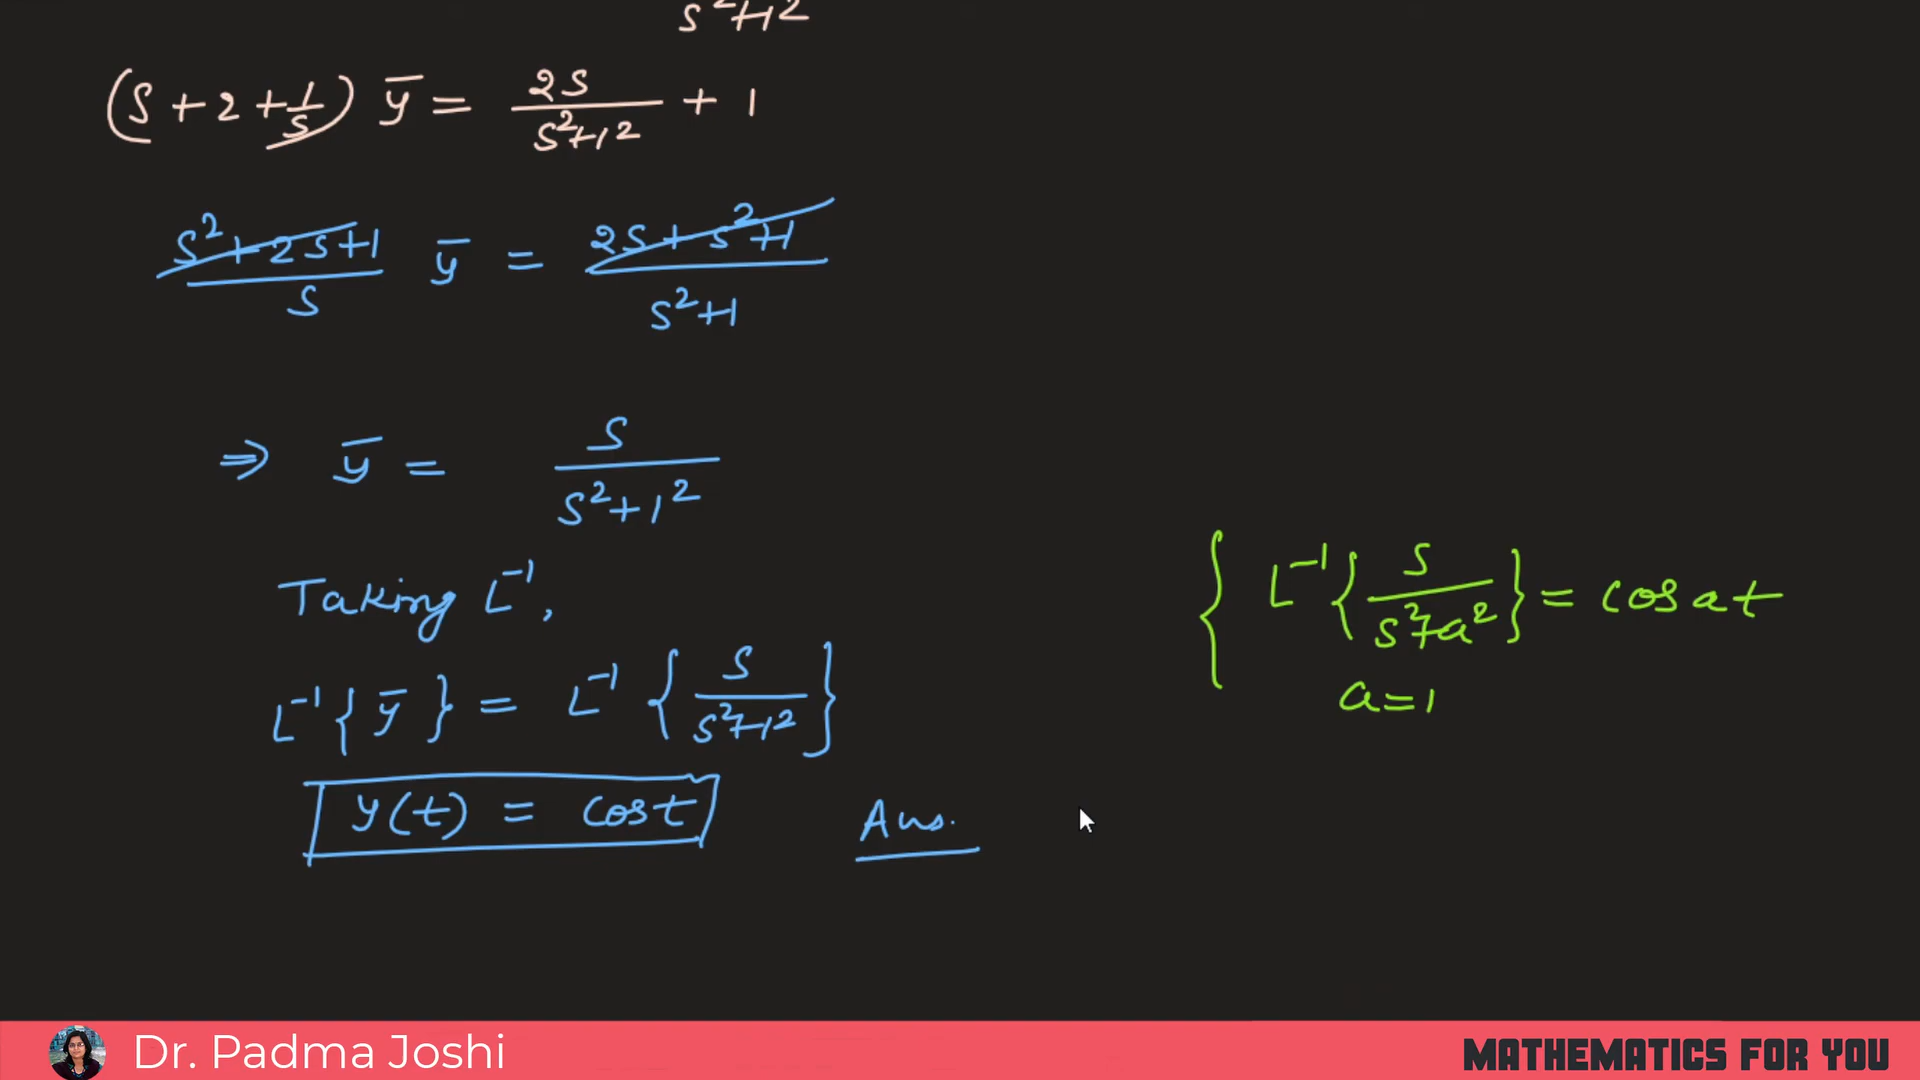 s²+1²
(s + 2 + 1/s) y̅ = 2s/(s²+1²) + 1
(s²+2s+1)/s y̅ = (2s+s²+1)/(s²+1)
⇒ y̅ = s/(s²+1²)
Taking L⁻¹,
L⁻¹{y̅} = L⁻¹{s/(s²+1²)}
y(t) = cost Ans.
{ L⁻¹{s/(s²+a²)} = cos at
a=1
Dr. Padma Joshi
MATHEMATICS FOR YOU